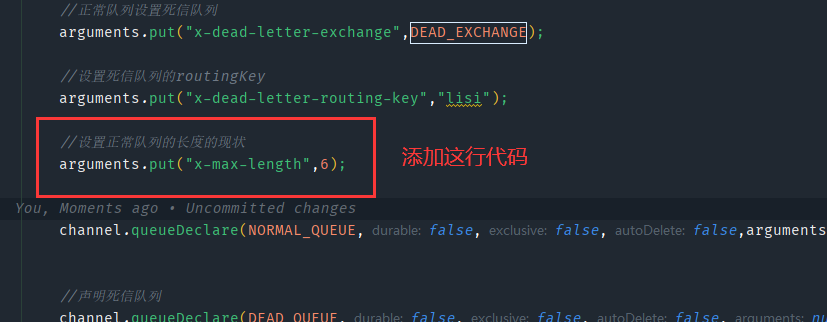 //正常队列设置死信队列
arguments.put("x-dead-letter-exchange",DEAD_EXCHANGE);
//设置死信队列的routingKey
arguments.put("x-dead-letter-routing-key","lisi");
//设置正常队列的长度的现状
arguments.put("x-max-length",6);
添加这行代码
You, Moments ago • Uncommitted changes
channel.queueDeclare(NORMAL_QUEUE, durable: false, exclusive: false, autoDelete: false,arguments
//声明死信队列
channel.queueDeclare(DEAD_QUEUE, durable: false, exclusive: false, autoDelete: false, arguments: nu